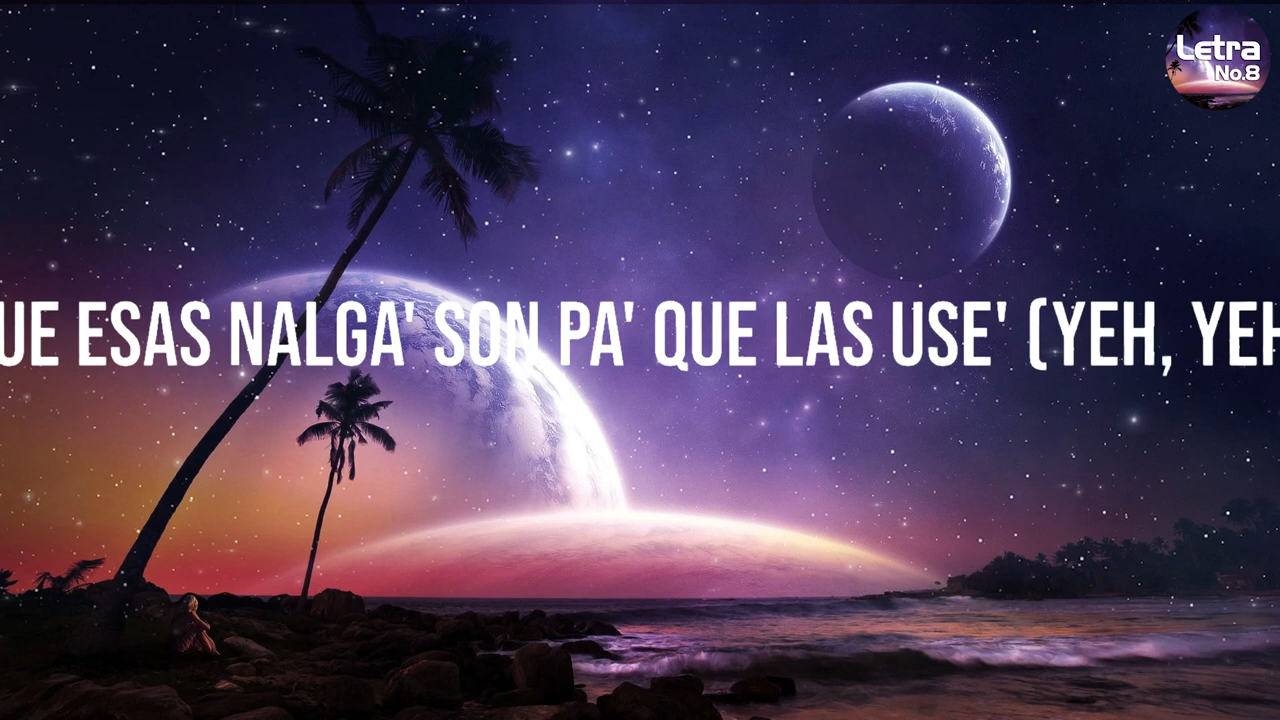 Letra
No.8
UE ESAS NALGA' SON PA' QUE LAS USE' (YEH, YEH